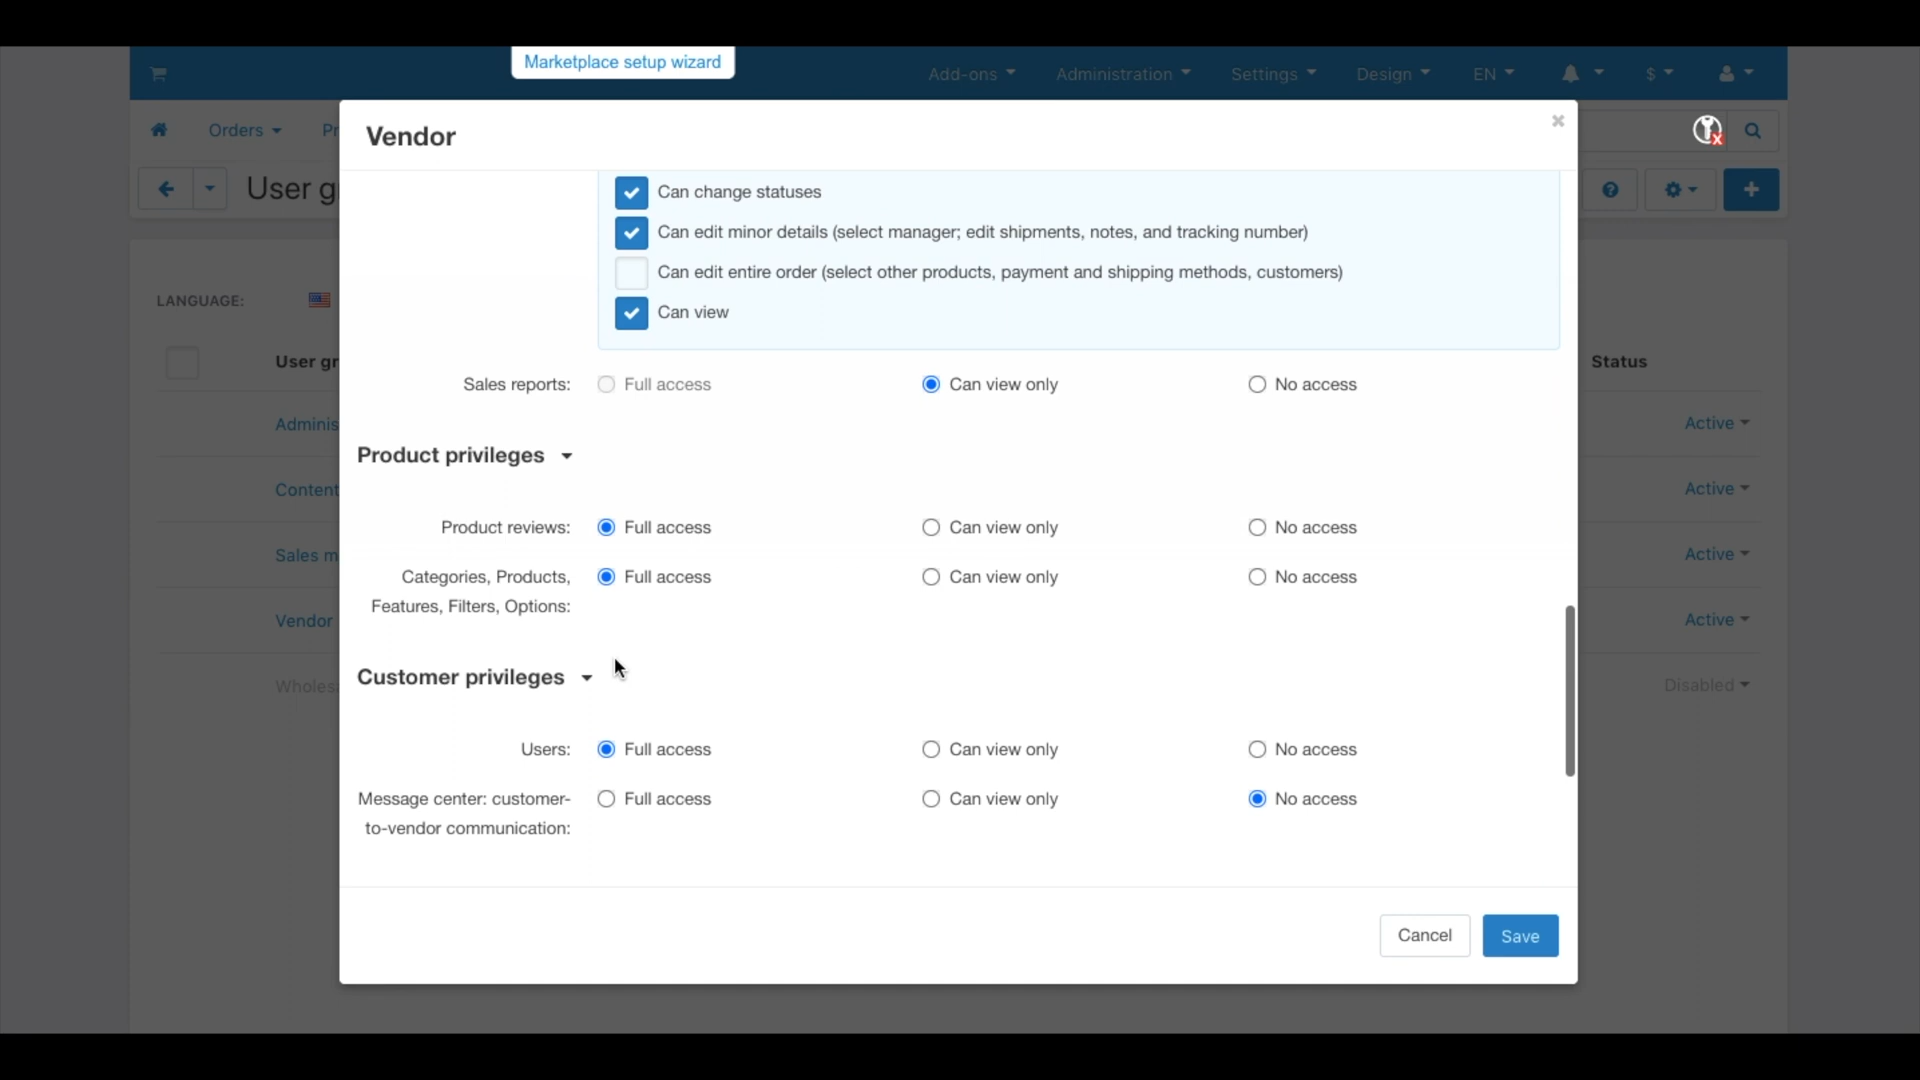 Marketplace setup wizard
Add-ons Administration Settings Design EN $
Orders Pr
Vendor
User g
LANGUAGE:
User gr Status
Adminis Active
Content Active
Sales m Active
Vendor Active
Wholes Disabled
Can change statuses
Can edit minor details (select manager; edit shipments, notes, and tracking number)
Can edit entire order (select other products, payment and shipping methods, customers)
Can view
Sales reports: Full access Can view only No access
Product privileges
Product reviews: Full access Can view only No access
Categories, Products, Full access Can view only No access
Features, Filters, Options:
Customer privileges
Users: Full access Can view only No access
Message center: customer- Full access Can view only No access
to-vendor communication:
Cancel Save